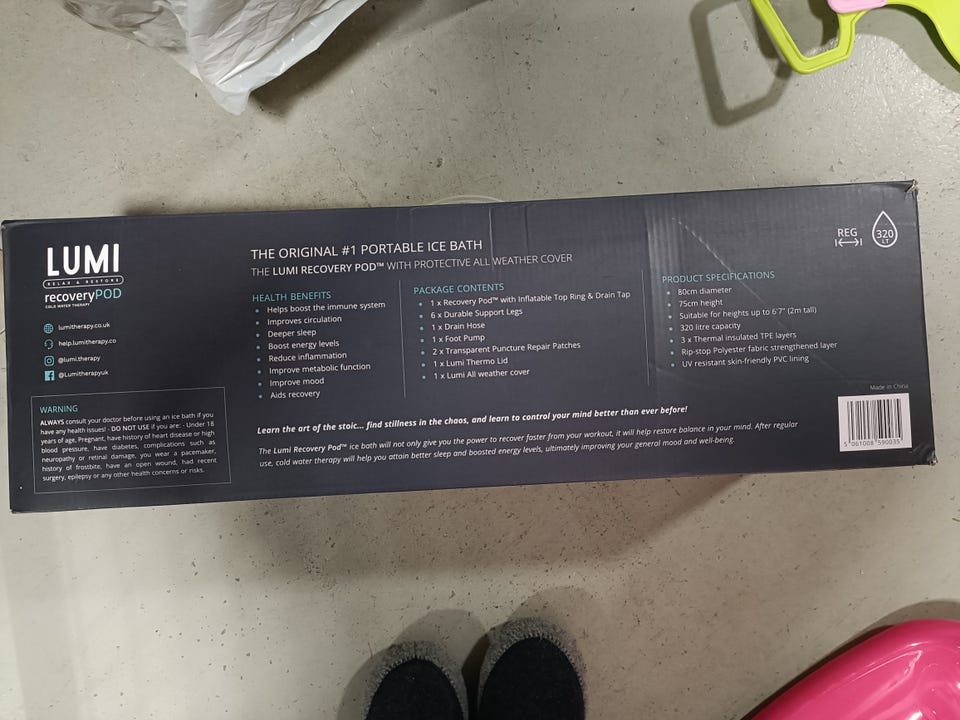 LUMI
RELAX & RESTORE
recoveryPOD
COLD WATER THERAPY
lumitherapy.co.uk
help.lumitherapy.co
@lumi.therapy
@Lumitherapyuk
WARNING
ALWAYS consult your doctor before using an ice bath if you
have any health issues! - DO NOT USE if you are: - Under 18
years of age, Pregnant, have history of heart disease or high
blood pressure, have diabetes, complications such as
neuropathy or retinal damage, you wear a pacemaker,
history of frostbite, have an open wound, had recent
surgery, epilepsy or any other health concerns or risks.
THE ORIGINAL #1 PORTABLE ICE BATH
THE LUMI RECOVERY POD™ WITH PROTECTIVE ALL WEATHER COVER
HEALTH BENEFITS
Helps boost the immune system
Improves circulation
Deeper sleep
Boost energy levels
Reduce inflammation
Improve metabolic function
Improve mood
Aids recovery
PACKAGE CONTENTS
1 x Recovery Pod™ with Inflatable Top Ring & Drain Tap
6 x Durable Support Legs
1 x Drain Hose
1 x Foot Pump
2 x Transparent Puncture Repair Patches
1 x Lumi Thermo Lid
1 x Lumi All weather cover
PRODUCT SPECIFICATIONS
80cm diameter
75cm height
Suitable for heights up to 6'7" (2m tall)
320 litre capacity
3 x Thermal insulated TPE layers
Rip-stop Polyester fabric strengthened layer
UV resistant skin-friendly PVC lining
REG
320
LT
Learn the art of the stoic... find stillness in the chaos, and learn to control your mind better than ever before!
The Lumi Recovery Pod™ ice bath will not only give you the power to recover faster from your workout, it will help restore balance in your mind. After regular
use, cold water therapy will help you attain better sleep and boosted energy levels, ultimately improving your general mood and well-being.
Made in China
5 061008 590035